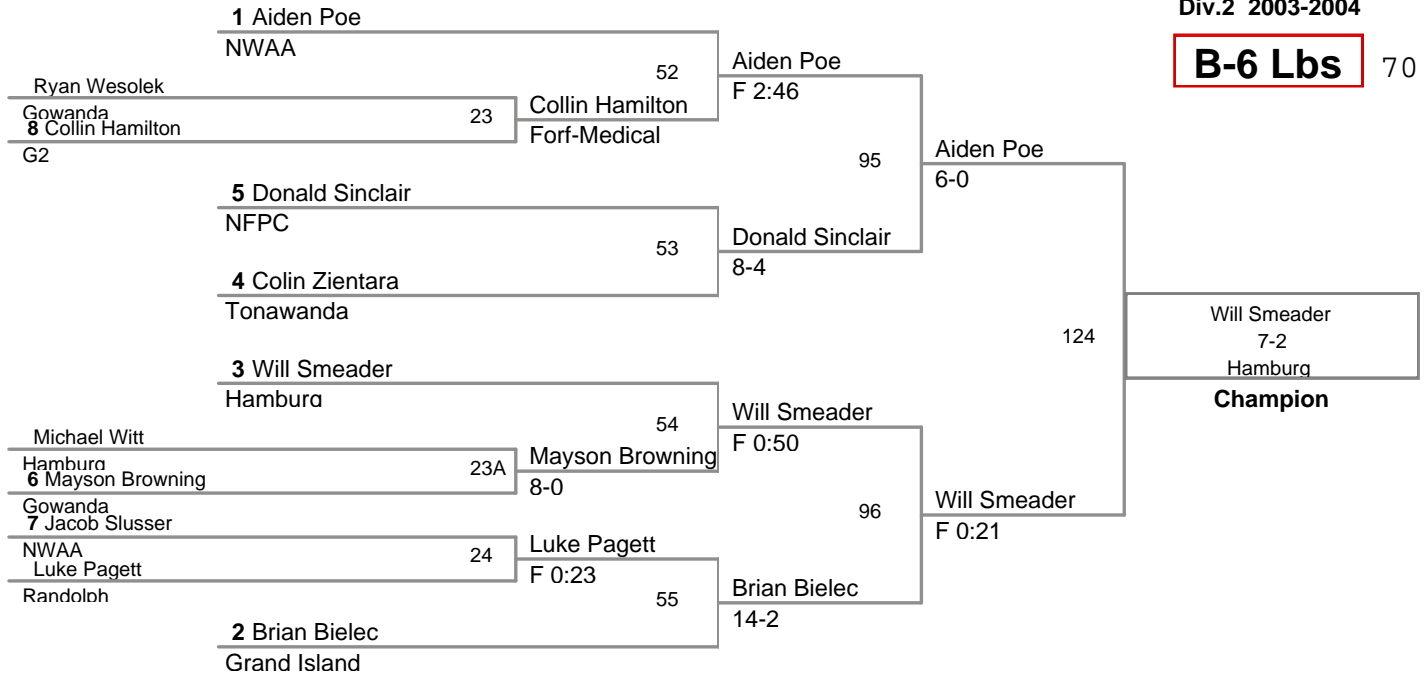 Div.2 2003-2004
B-6 Lbs 70
1 Aiden Poe
NWAA
Ryan Wesolek
Gowanda
8 Collin Hamilton
G2
23
Collin Hamilton
Forf-Medical
52
Aiden Poe
F 2:46
5 Donald Sinclair
NFPC
4 Colin Zientara
Tonawanda
53
Donald Sinclair
8-4
95
Aiden Poe
6-0
3 Will Smeader
Hamburg
Michael Witt
Hamburg
6 Mayson Browning
Gowanda
23A
Mayson Browning
8-0
54
Will Smeader
F 0:50
7 Jacob Slusser
NWAA
Luke Pagett
Randolph
24
Luke Pagett
F 0:23
2 Brian Bielec
Grand Island
55
Brian Bielec
14-2
96
Will Smeader
F 0:21
124
Will Smeader
7-2
Hamburg
Champion